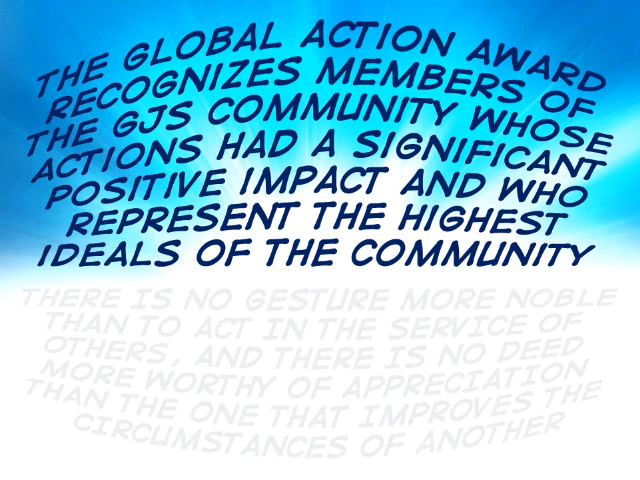 THE GLOBAL ACTION AWARD
RECOGNIZES MEMBERS OF
THE GJS COMMUNITY WHOSE
ACTIONS HAD A SIGNIFICANT
POSITIVE IMPACT AND WHO
REPRESENT THE HIGHEST
IDEALS OF THE COMMUNITY
THERE IS NO GESTURE MORE NOBLE
THAN TO ACT IN THE SERVICE OF
OTHERS, AND THERE IS NO DEED
MORE WORTHY OF APPRECIATION
THAN THE ONE THAT IMPROVES THE
CIRCUMSTANCES OF ANOTHER